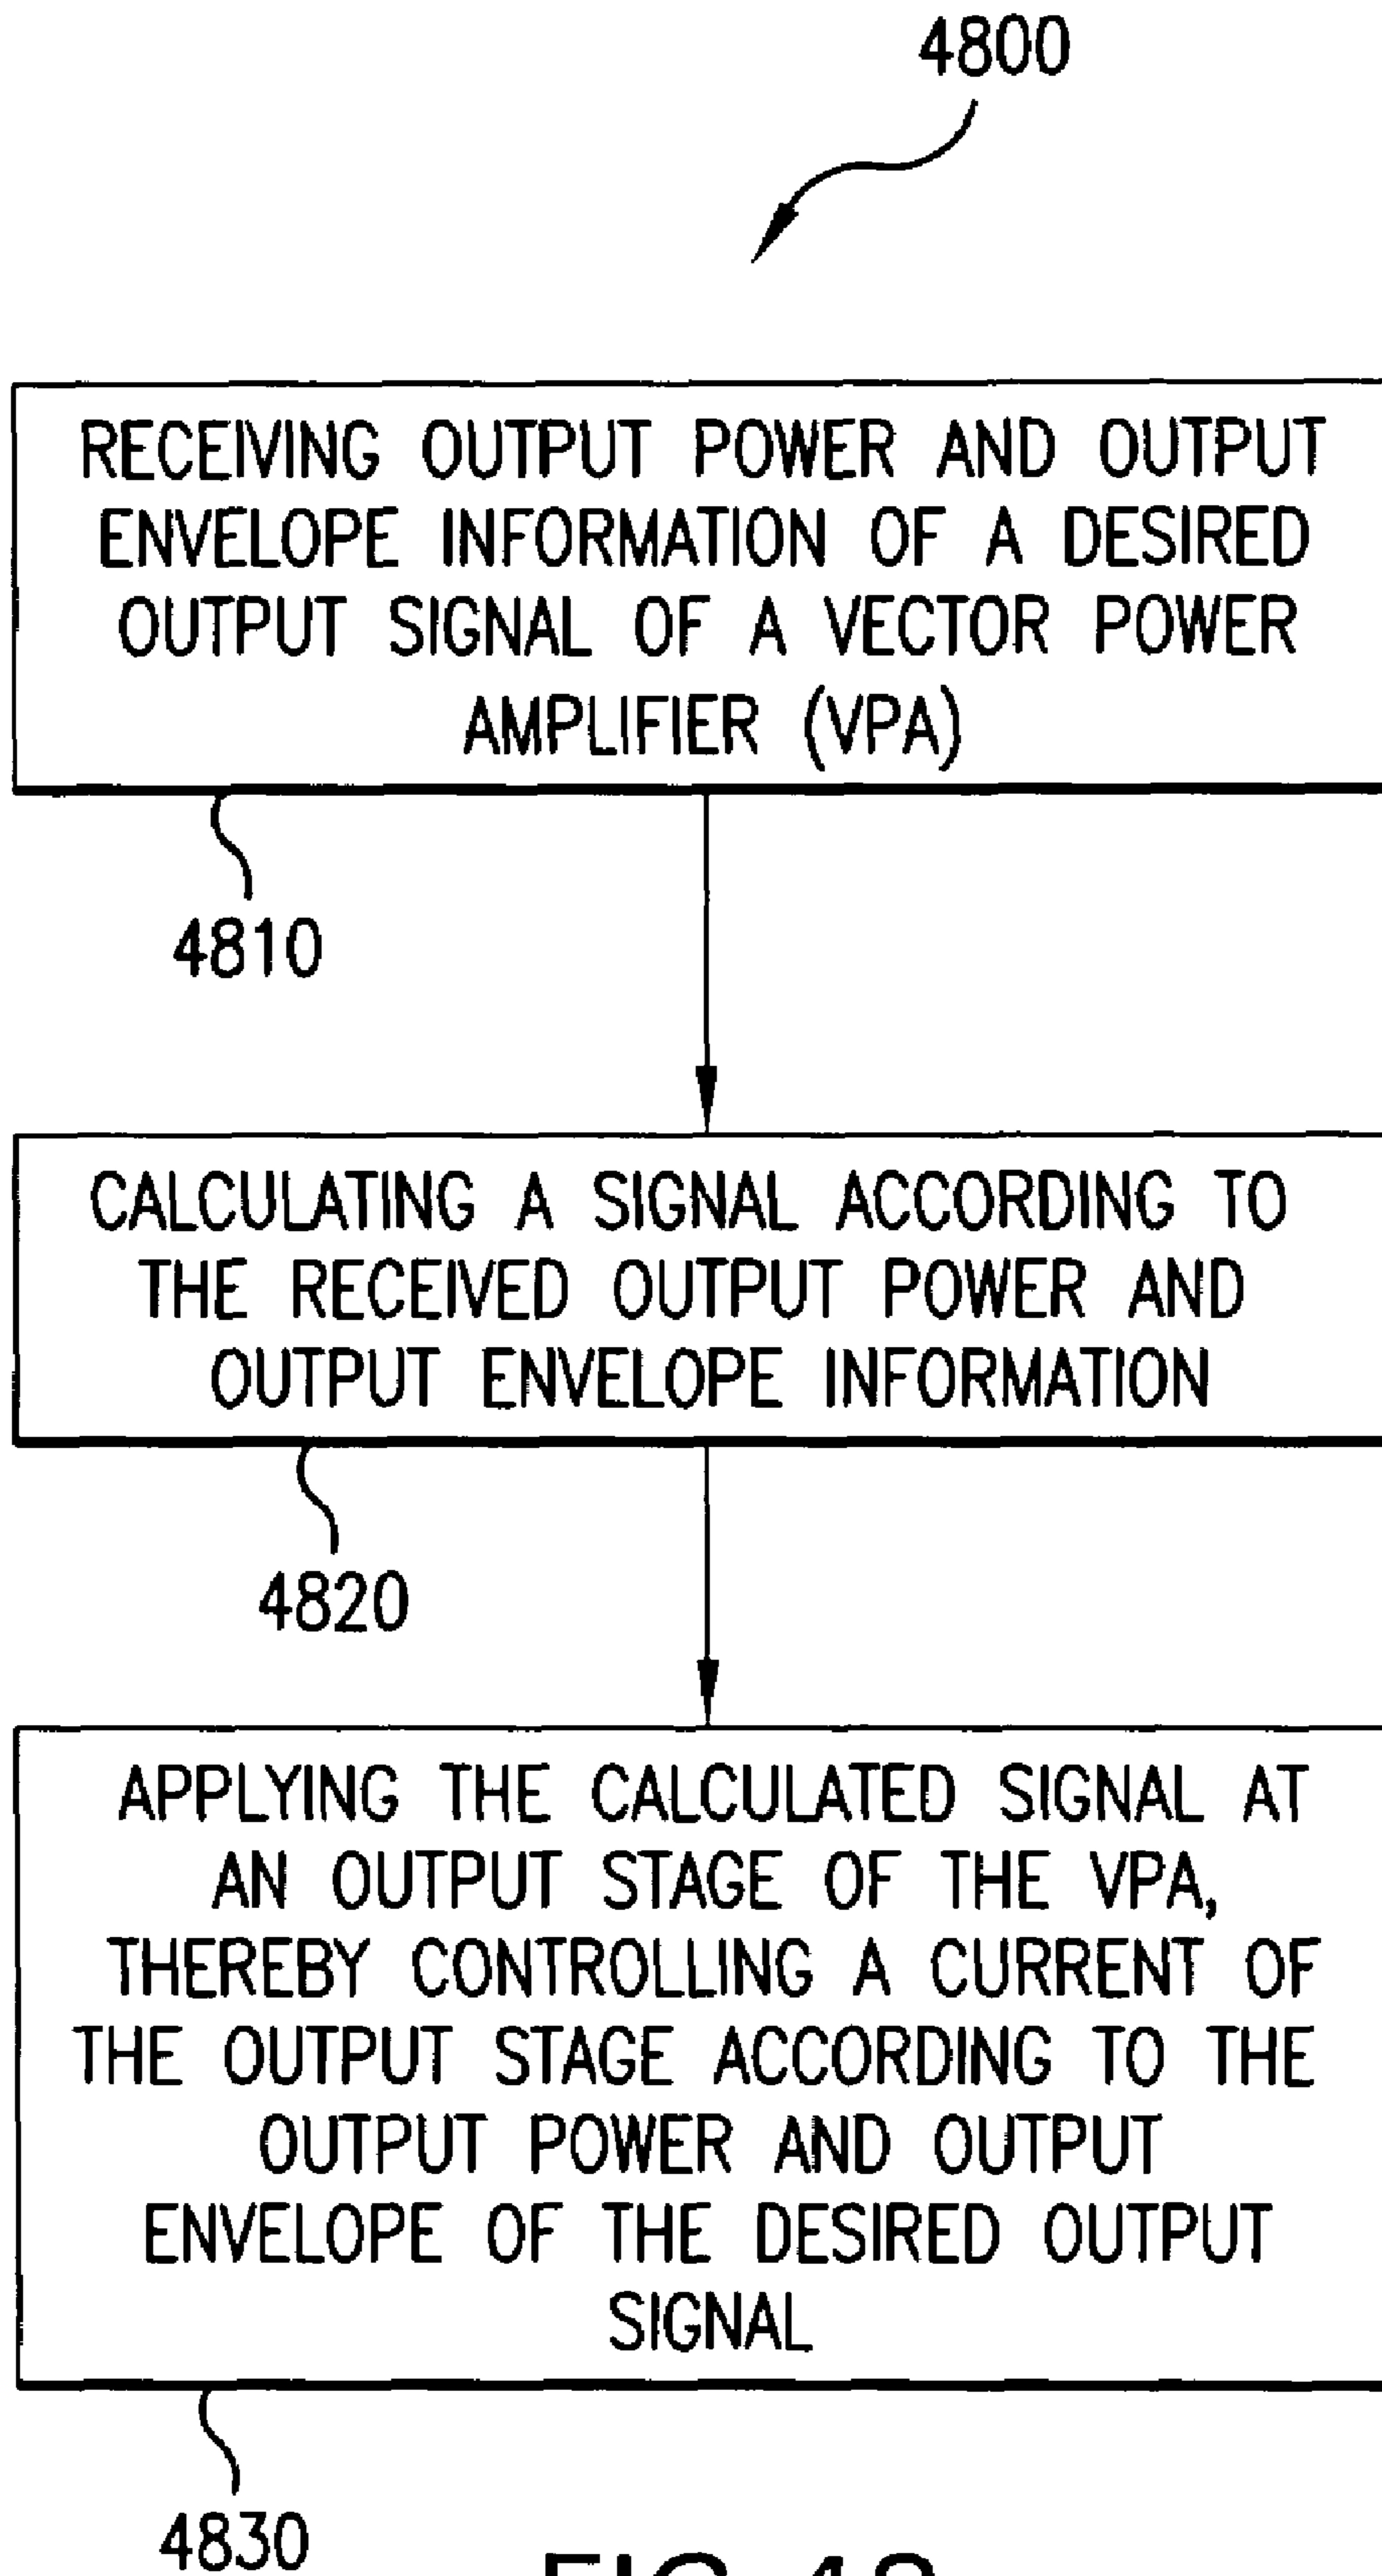 4800
RECEIVING OUTPUT POWER AND OUTPUT
ENVELOPE INFORMATION OF A DESIRED
OUTPUT SIGNAL OF A VECTOR POWER
AMPLIFIER (VPA)
4810
CALCULATING A SIGNAL ACCORDING TO
THE RECEIVED OUTPUT POWER AND
OUTPUT ENVELOPE INFORMATION
4820
APPLYING THE CALCULATED SIGNAL AT
AN OUTPUT STAGE OF THE VPA,
THEREBY CONTROLLING A CURRENT OF
THE OUTPUT STAGE ACCORDING TO THE
OUTPUT POWER AND OUTPUT
ENVELOPE OF THE DESIRED OUTPUT
SIGNAL
4830
FIG. 48